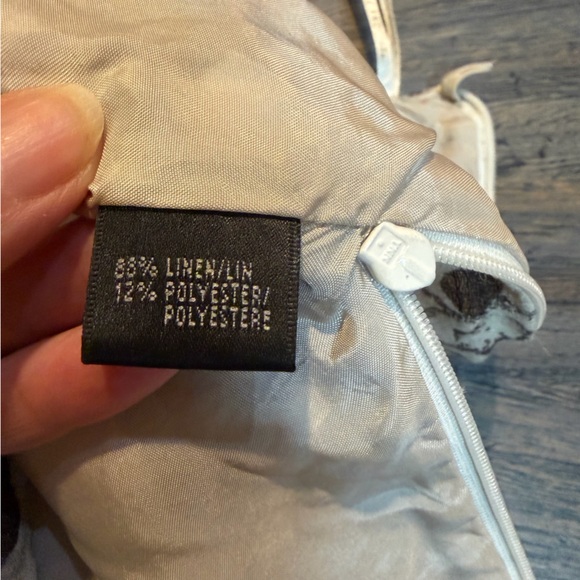 88% LINEN/LIN
12% POLYESTER/
POLYESTERE